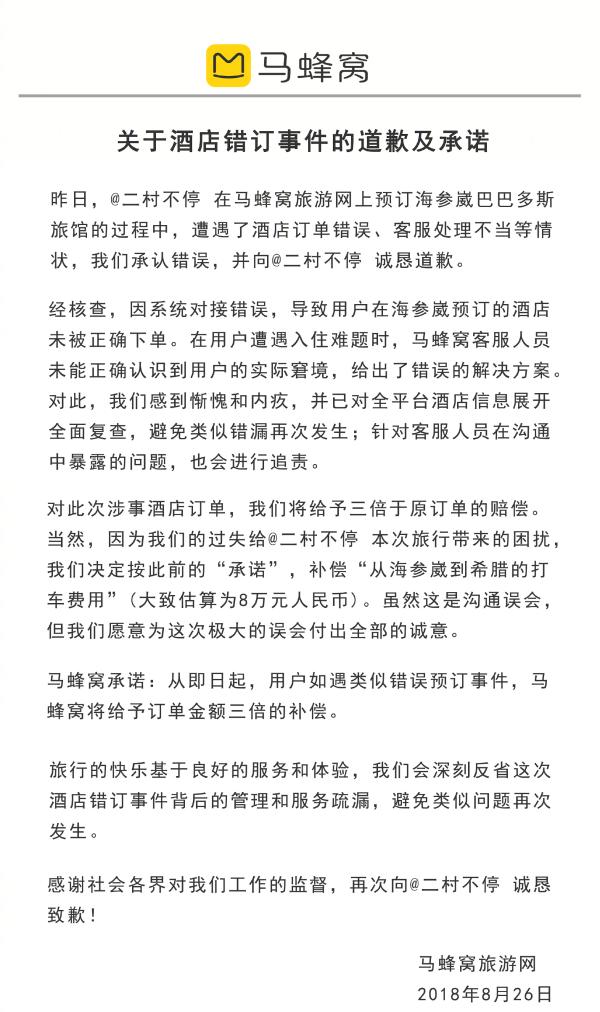 马蜂窝
关于酒店错订事件的道歉及承诺
昨日，@二村不停 在马蜂窝旅游网上预订海参崴巴巴多斯
旅馆的过程中，遭遇了酒店订单错误、客服处理不当等情
状，我们承认错误，并向@二村不停 诚恳道歉。
经核查，因系统对接错误，导致用户在海参崴预订的酒店
未被正确下单。在用户遭遇入住难题时，马蜂窝客服人员
未能正确认识到用户的实际窘境，给出了错误的解决方案。
对此，我们感到惭愧和内疚，并已对全平台酒店信息展开
全面复查，避免类似错漏再次发生；针对客服人员在沟通
中暴露的问题，也会进行追责。
对此次涉事酒店订单，我们将给予三倍于原订单的赔偿。
当然，因为我们的过失给@二村不停 本次旅行带来的困扰，
我们决定按此前的“承诺”，补偿“从海参崴到希腊的打
车费用”（大致估算为8万元人民币）。虽然这是沟通误会，
但我们愿意为这次极大的误会付出全部的诚意。
马蜂窝承诺：从即日起，用户如遇类似错误预订事件，马
蜂窝将给予订单金额三倍的补偿。
旅行的快乐基于良好的服务和体验，我们会深刻反省这次
酒店错订事件背后的管理和服务疏漏，避免类似问题再次
发生。
感谢社会各界对我们工作的监督，再次向@二村不停 诚恳
致歉！
马蜂窝旅游网
2018年8月26日